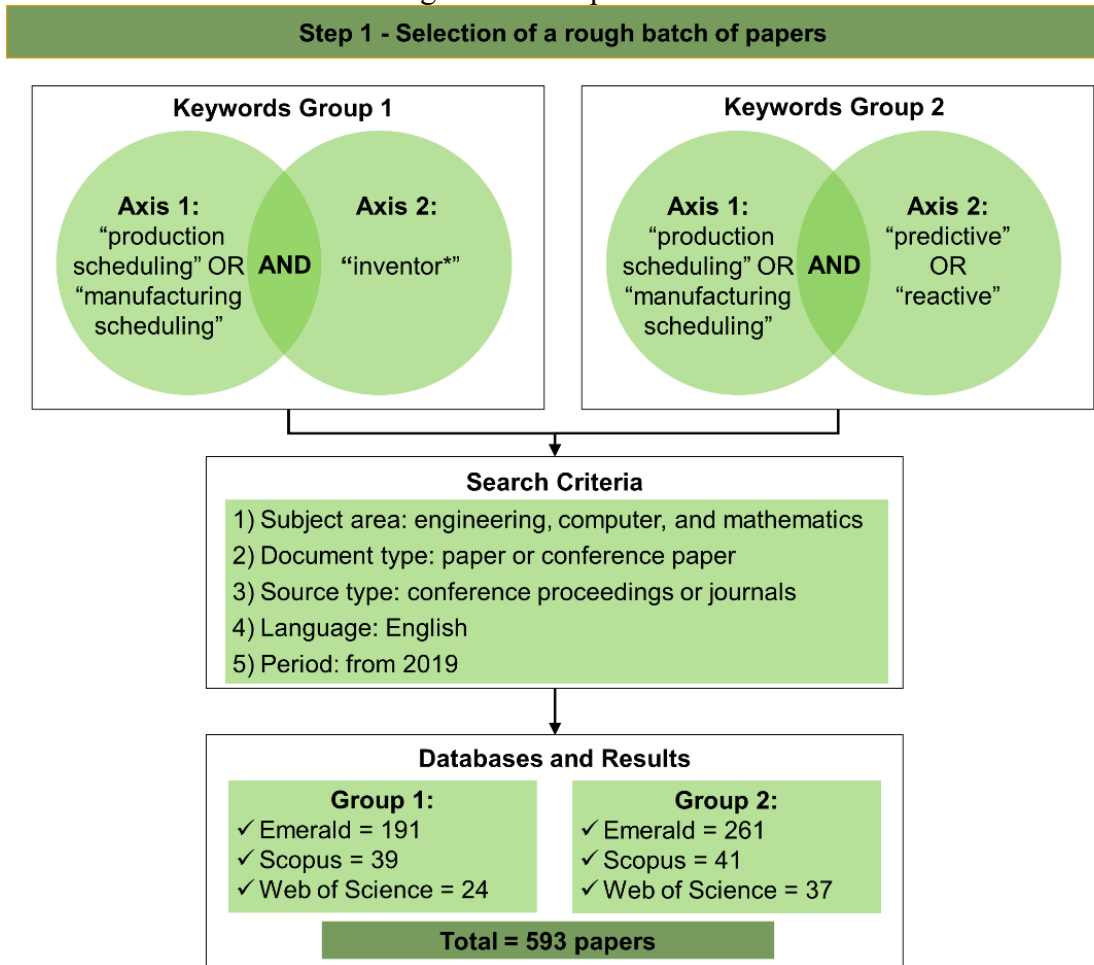 Step 1 - Selection of a rough batch of papers
Keywords Group 1
Axis 1:
“production
scheduling” OR
“manufacturing
scheduling”
AND
Axis 2:
“inventor*”
Keywords Group 2
Axis 1:
“production
scheduling” OR
“manufacturing
scheduling”
AND
Axis 2:
“predictive”
OR
“reactive”
Search Criteria
1) Subject area: engineering, computer, and mathematics
2) Document type: paper or conference paper
3) Source type: conference proceedings or journals
4) Language: English
5) Period: from 2019
Databases and Results
Group 1:
✓ Emerald = 191
✓ Scopus = 39
✓ Web of Science = 24
Group 2:
✓ Emerald = 261
✓ Scopus = 41
✓ Web of Science = 37
Total = 593 papers